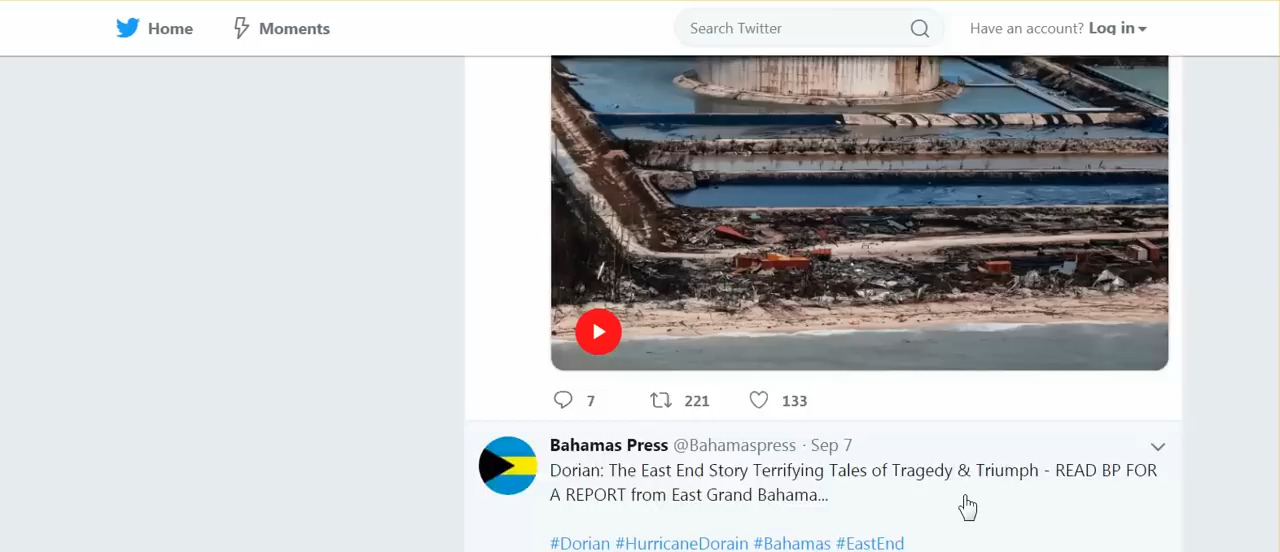 Home Moments Search Twitter Have an account? Log in
7 221 133
Bahamas Press @Bahamaspress · Sep 7
Dorian: The East End Story Terrifying Tales of Tragedy & Triumph - READ BP FOR
A REPORT from East Grand Bahama...
#Dorian #HurricaneDorain #Bahamas #EastEnd